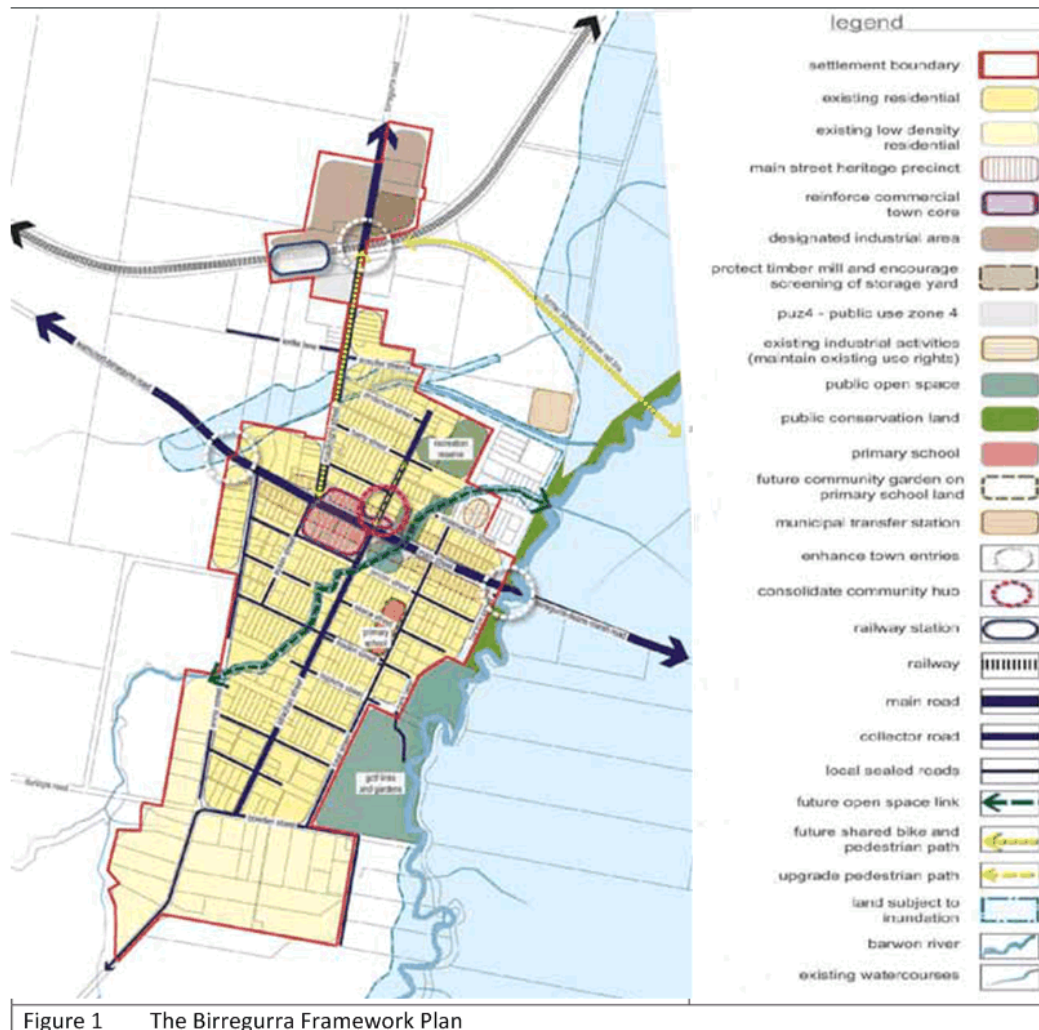 legend
settlement boundary
existing residential
existing low density
residential
main street heritage precinct
reinforce commercial
town core
designated industrial area
protect timber mill and encourage
screening of storage yard
puz4 - public use zone 4
existing industrial activities
(maintain existing use rights)
public open space
public conservation land
primary school
future community garden on
primary school land
municipal transfer station
enhance town entries
consolidate community hub
railway station
railway
main road
collector road
local sealed roads
future open space link
future shared bike and
pedestrian path
upgrade pedestrian path
land subject to
inundation
barwon river
existing watercourses
recreation
reserve
primary
school
golf links
and gardens
Figure 1 The Birregurra Framework Plan